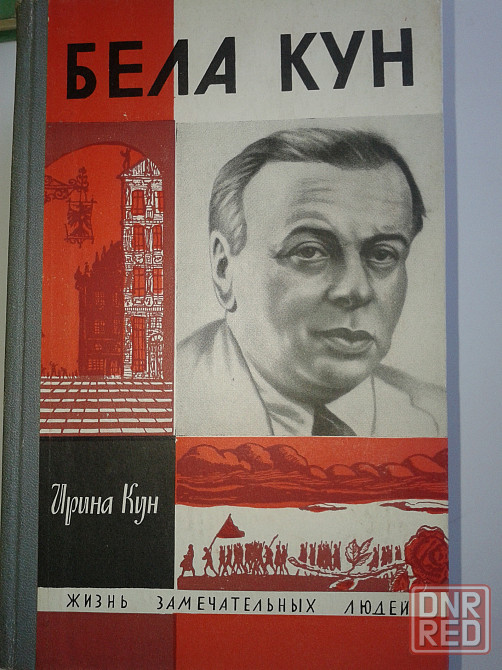 БЕЛА КУН
Ирина Кун
ЖИЗНЬ ЗАМЕЧАТЕЛЬНЫХ ЛЮДЕЙ
DNR
RED